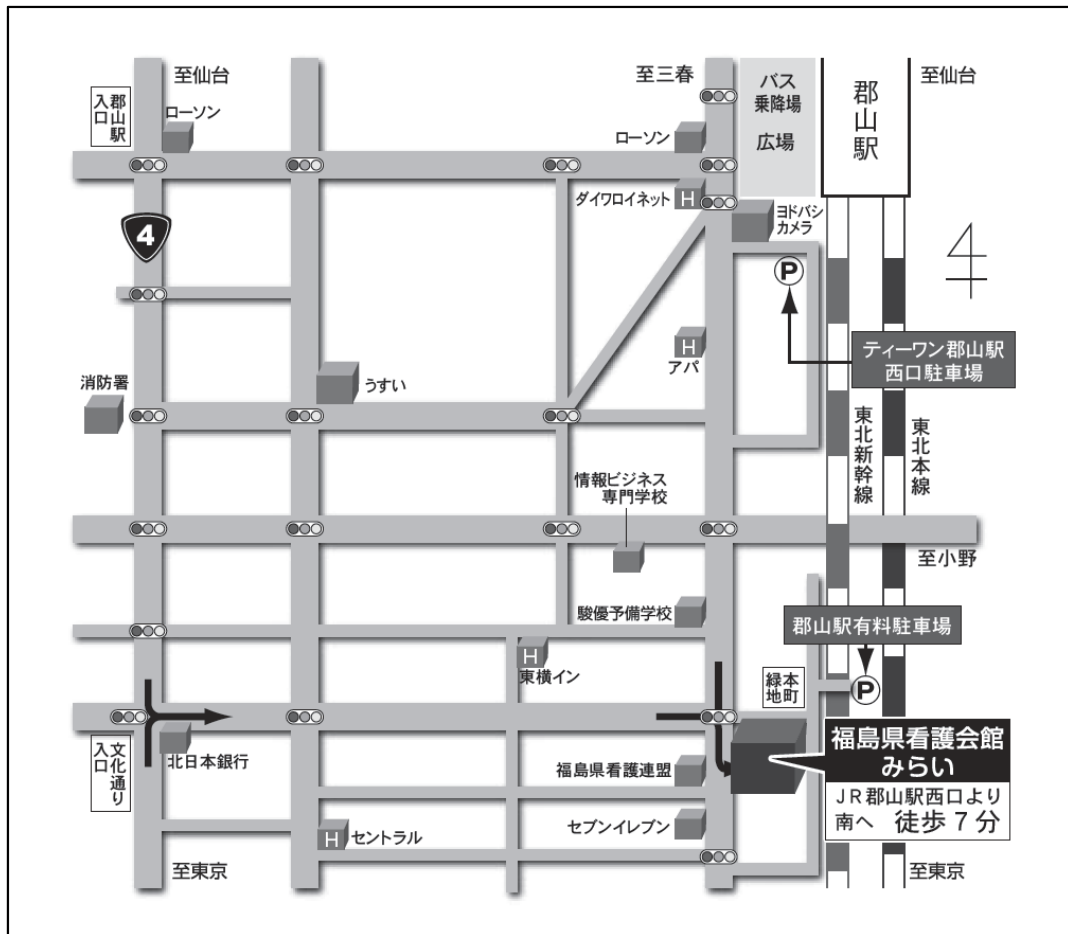 至仙台
郡山駅
入口
ローソン
至三春
ローソン
バス
乗降場
広場
郡山駅
至仙台
ダイワロイネット
H
ヨドバシ
カメラ
4
P
H
アパ
ティーワン郡山駅
西口駐車場
消防署
うすい
東北新幹線
東北本線
情報ビジネス
専門学校
至小野
駿優予備学校
郡山駅有料駐車場
H
東横イン
本町
緑地
P
文化通り
入口
北日本銀行
福島県看護連盟
福島県看護会館
みらい
JR郡山駅西口より
南へ 徒歩7分
セブンイレブン
H
セントラル
至東京
至東京